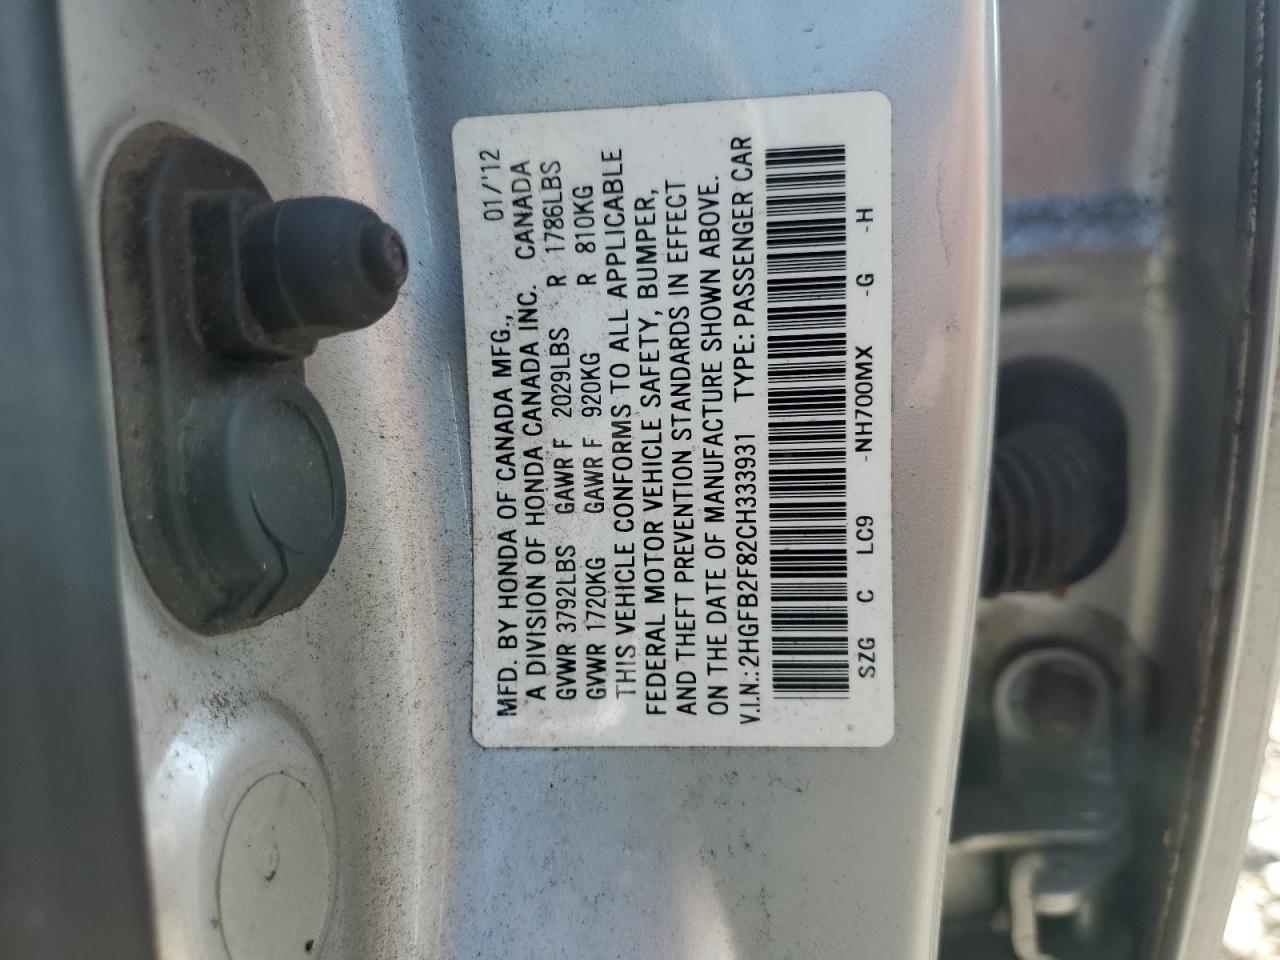 MFD. BY HONDA OF CANADA MFG., 01/'12
A DIVISION OF HONDA CANADA INC. CANADA
GVWR 3792LBS GAWR F 2029LBS R 1786LBS
GVWR 1720KG GAWR F 920KG R 810KG
THIS VEHICLE CONFORMS TO ALL APPLICABLE
FEDERAL MOTOR VEHICLE SAFETY, BUMPER,
AND THEFT PREVENTION STANDARDS IN EFFECT
ON THE DATE OF MANUFACTURE SHOWN ABOVE.
V.I.N.: 2HGFB2F82CH333931 TYPE: PASSENGER CAR
SZG C LC9 -NH700MX -G -H